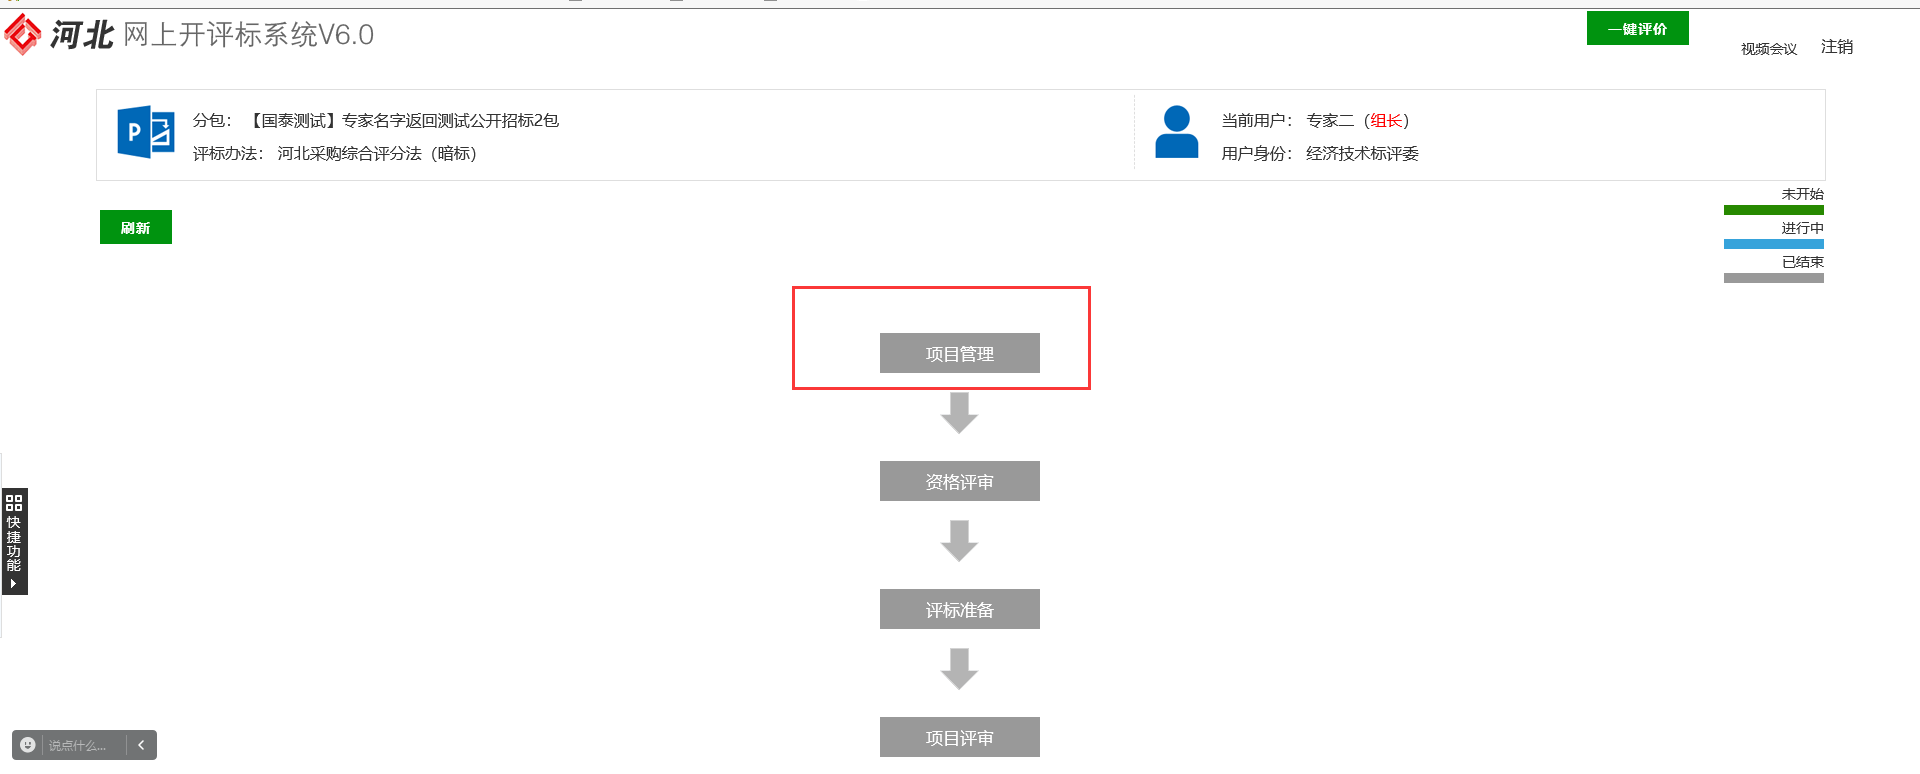 河北 网上开评标系统V6.0
一键评价
视频会议 注销
分包： 【国泰测试】专家名字返回测试公开招标2包
评标办法： 河北采购综合评分法（暗标）
当前用户： 专家二（组长）
用户身份： 经济技术标评委
未开始
进行中
已结束
刷新
项目管理
资格评审
评标准备
项目评审
快捷功能
说点什么...